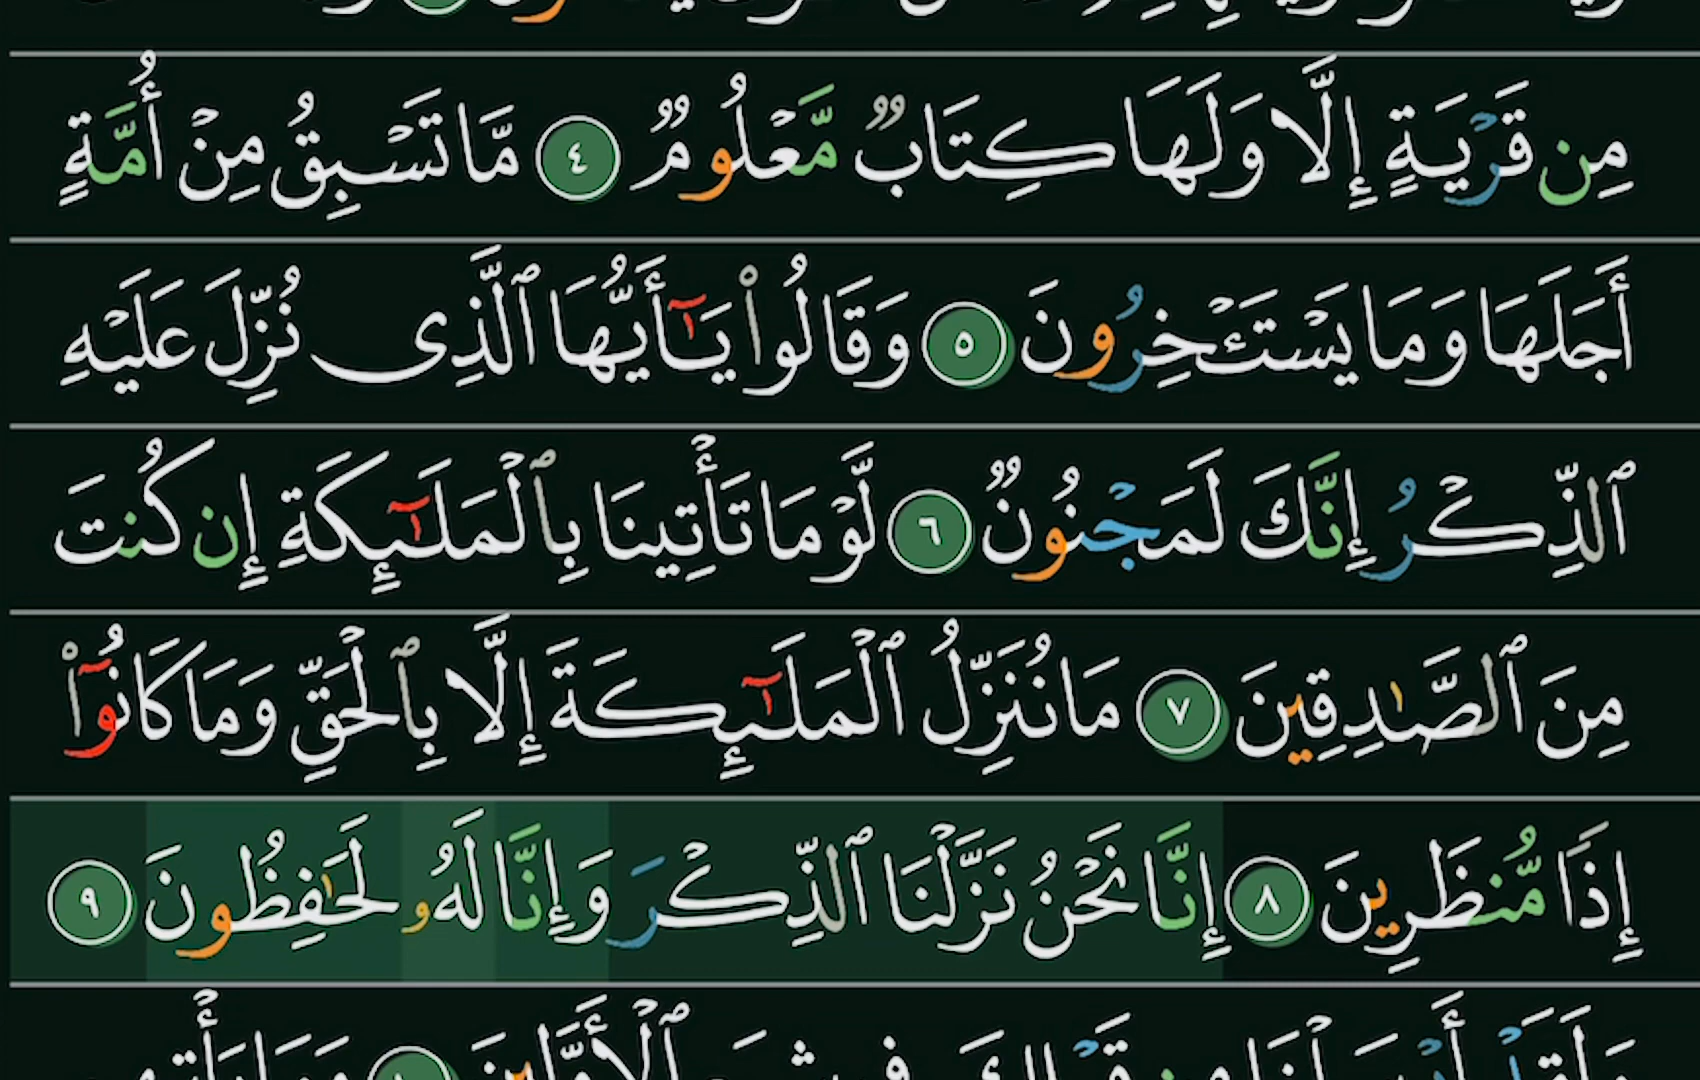 مِن قَرْيَةٍ إِلَّا وَلَهَا كِتَابٌ مَّعْلُومٌ ٤ مَّا تَسْبِقُ مِنْ أُمَّةٍ
أَجَلَهَا وَمَا يَسْتَـْٔخِرُونَ ٥ وَقَالُوا۟ يَـٰٓأَيُّهَا ٱلَّذِى نُزِّلَ عَلَيْهِ
ٱلذِّكْرُ إِنَّكَ لَمَجْنُونٌ ٦ لَّوْ مَا تَأْتِينَا بِٱلْمَلَـٰٓئِكَةِ إِن كُنتَ
مِنَ ٱلصَّـٰدِقِينَ ٧ مَا نُنَزِّلُ ٱلْمَلَـٰٓئِكَةَ إِلَّا بِٱلْحَقِّ وَمَا كَانُوٓا۟
إِذًا مُّنظَرِينَ ٨ إِنَّا نَحْنُ نَزَّلْنَا ٱلذِّكْرَ وَإِنَّا لَهُۥ لَحَـٰفِظُونَ ٩